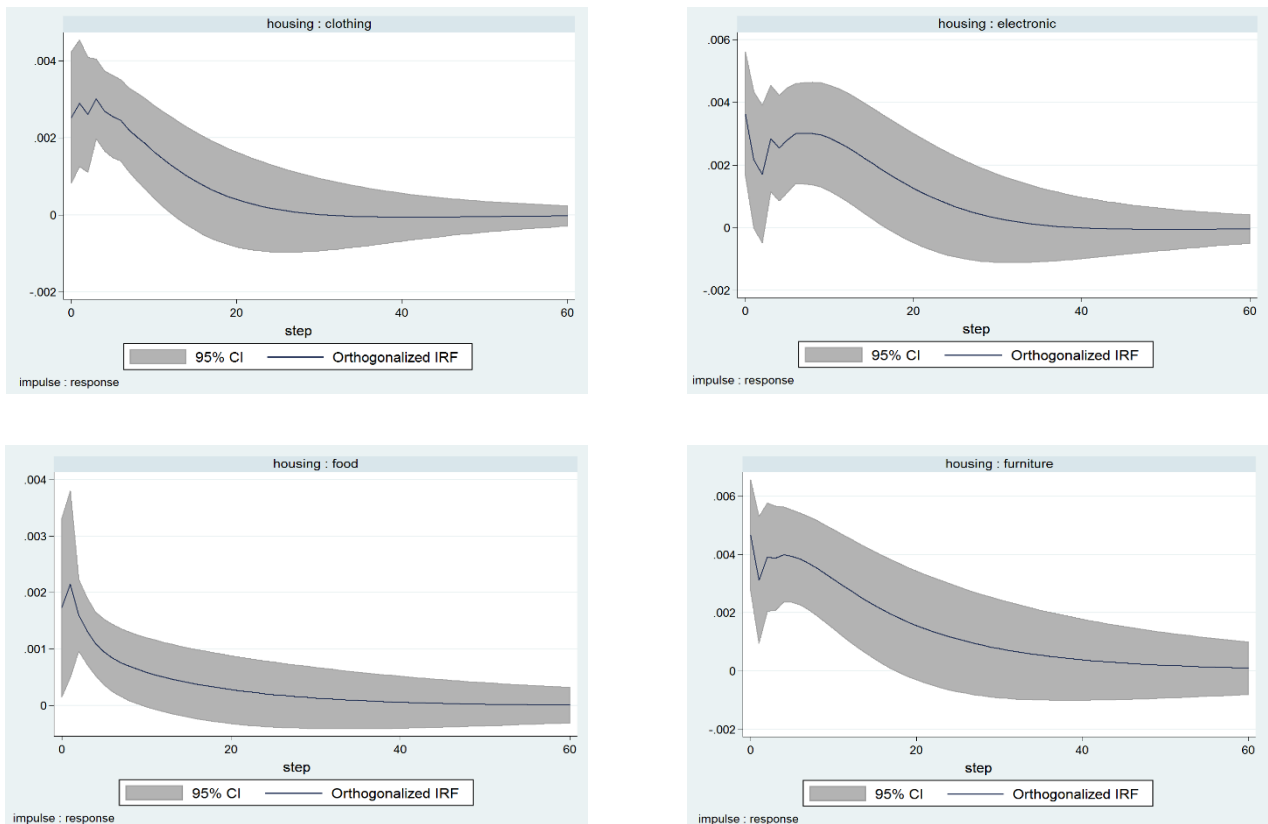 housing : clothing
.004
.002
0
-.002
0 20 40 60
step
95% CI Orthogonalized IRF
impulse : response
housing : electronic
.006
.004
.002
0
-.002
0 20 40 60
step
95% CI Orthogonalized IRF
impulse : response
housing : food
.004
.003
.002
.001
0
0 20 40 60
step
95% CI Orthogonalized IRF
impulse : response
housing : furniture
.006
.004
.002
0
-.002
0 20 40 60
step
95% CI Orthogonalized IRF
impulse : response